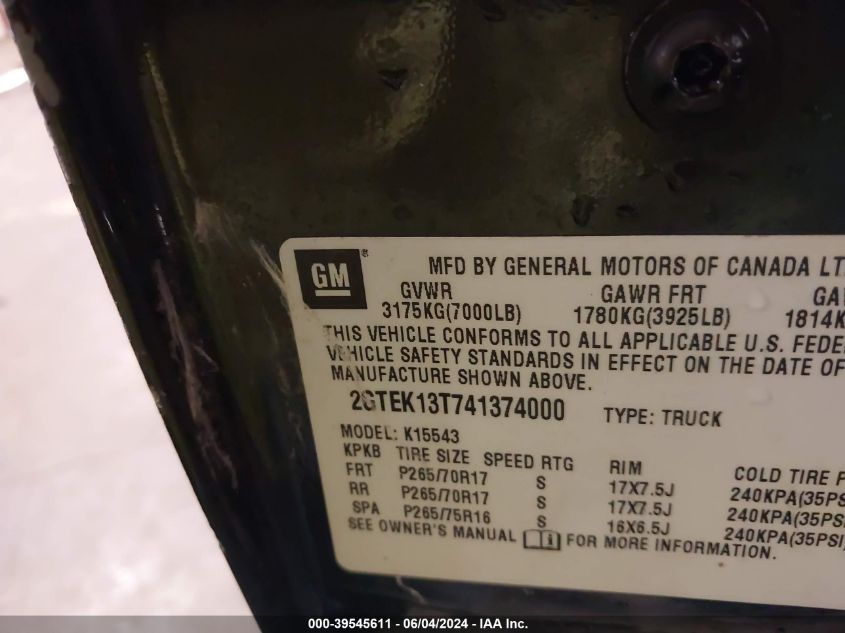 GM®
MFD BY GENERAL MOTORS OF CANADA LT
GVWR GAWR FRT GA
3175KG(7000LB) 1780KG(3925LB) 1814K
THIS VEHICLE CONFORMS TO ALL APPLICABLE U.S. FEDE
VEHICLE SAFETY STANDARDS IN EFFECT ON THE DATE OF
MANUFACTURE SHOWN ABOVE.
2GTEK13T741374000 TYPE: TRUCK
MODEL: K15543
KPKB TIRE SIZE SPEED RTG RIM COLD TIRE P
FRT P265/70R17 S 17X7.5J 240KPA(35PSI
RR P265/70R17 S 17X7.5J 240KPA(35PSI
SPA P265/75R16 S 16X6.5J 240KPA(35PSI)
SEE OWNER'S MANUAL FOR MORE INFORMATION.
000-39545611 - 06/04/2024 - IAA Inc.